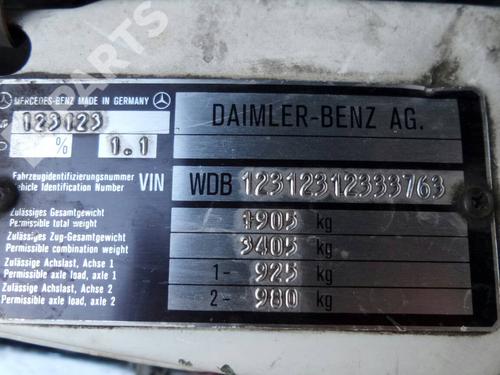 MERCEDES-BENZ MADE IN GERMANY
DAIMLER-BENZ AG.
123123
% 1.1
Fahrzeugidentifizierungsnummer
Vehicle Identification Number
VIN WDB 12312312333763
Zulässiges Gesamtgewicht
Permissible total weight
1905 kg
Zulässiges Zug-Gesamtgewicht
Permissible combination weight
3405 kg
Zulässige Achslast, Achse 1
Permissible axle load, axle 1
1- 925 kg
Zulässige Achslast, Achse 2
Permissible axle load, axle 2
2- 980 kg